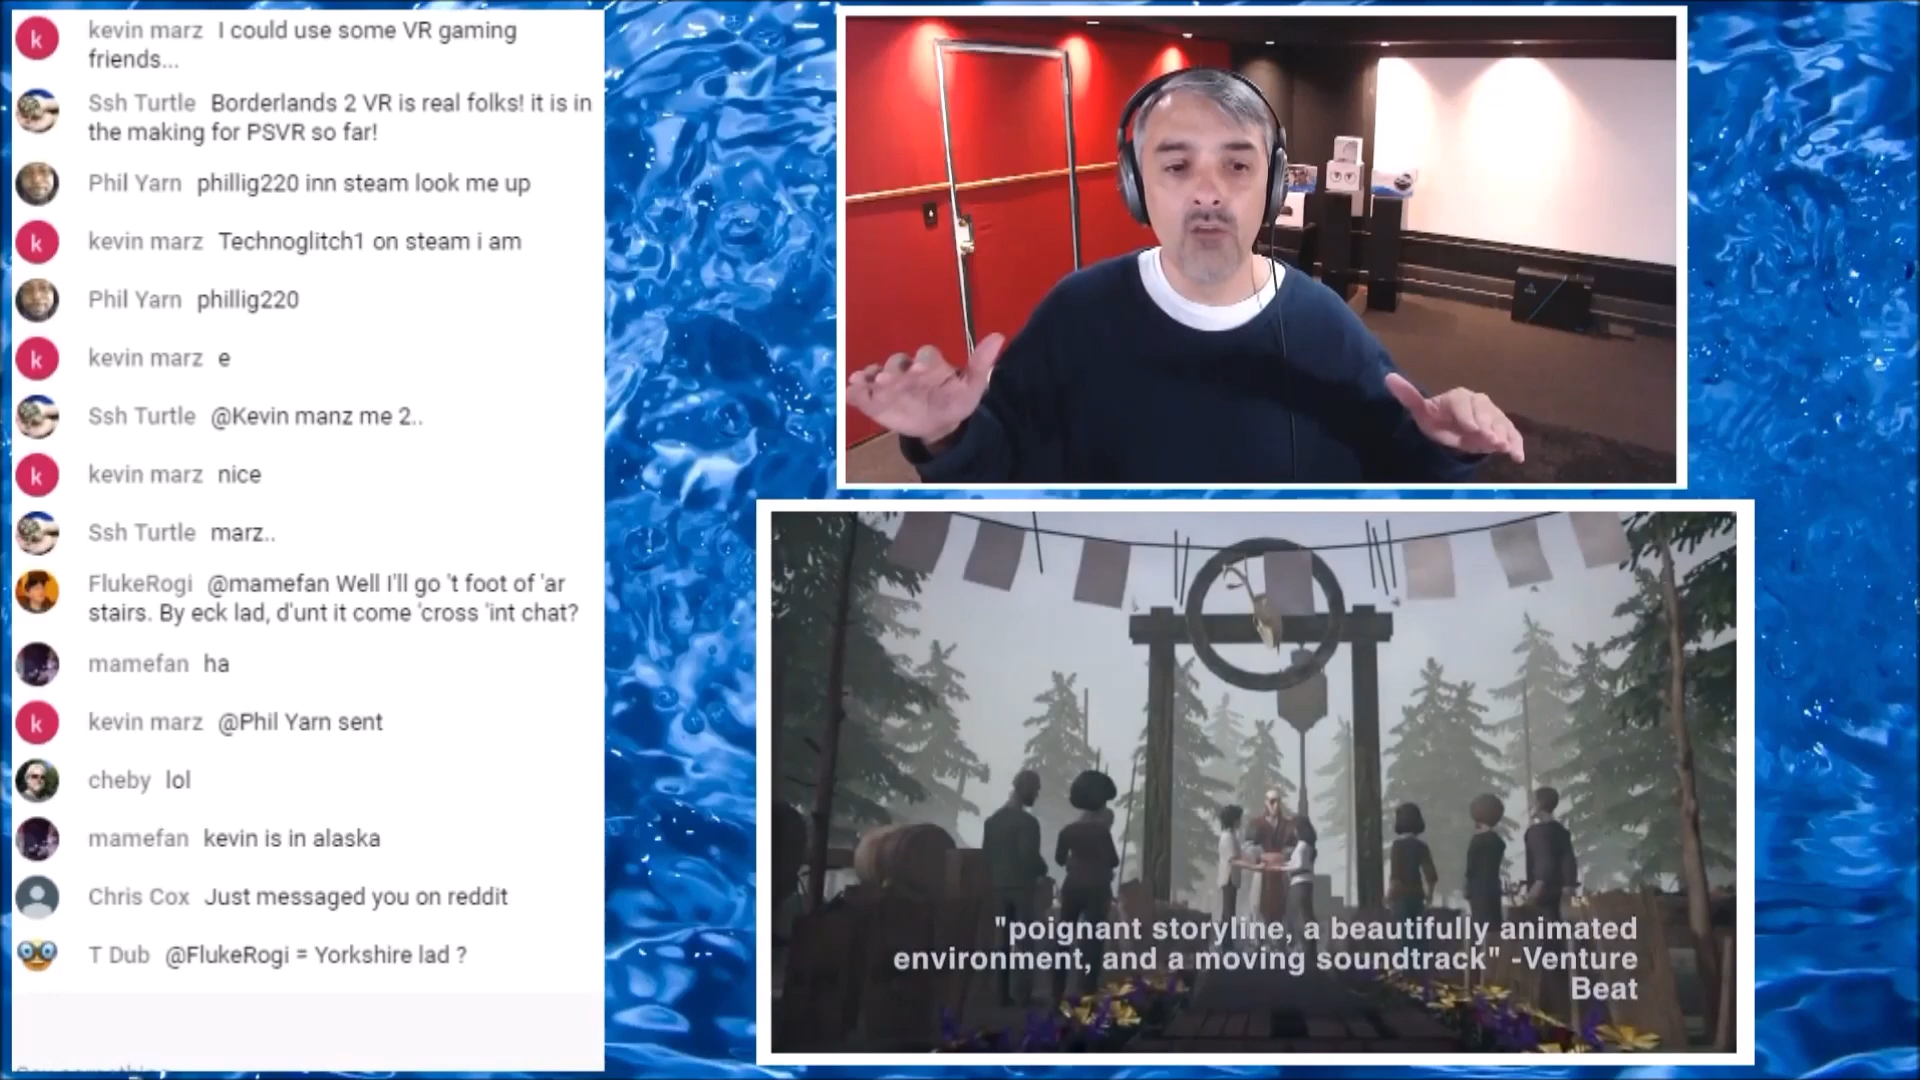 kevin marz I could use some VR gaming
friends...
Ssh Turtle Borderlands 2 VR is real folks! it is in
the making for PSVR so far!
Phil Yarn phillig220 inn steam look me up
kevin marz Technoglitch1 on steam i am
Phil Yarn phillig220
kevin marz e
Ssh Turtle @Kevin manz me 2..
kevin marz nice
Ssh Turtle marz..
FlukeRogi @mamefan Well I'll go 't foot of 'ar
stairs. By eck lad, d'unt it come 'cross 'int chat?
mamefan ha
kevin marz @Phil Yarn sent
cheby lol
mamefan kevin is in alaska
Chris Cox Just messaged you on reddit
T Dub @FlukeRogi = Yorkshire lad ?
k
k
k
k
k
"poignant storyline, a beautifully animated
environment, and a moving soundtrack" -Venture
Beat